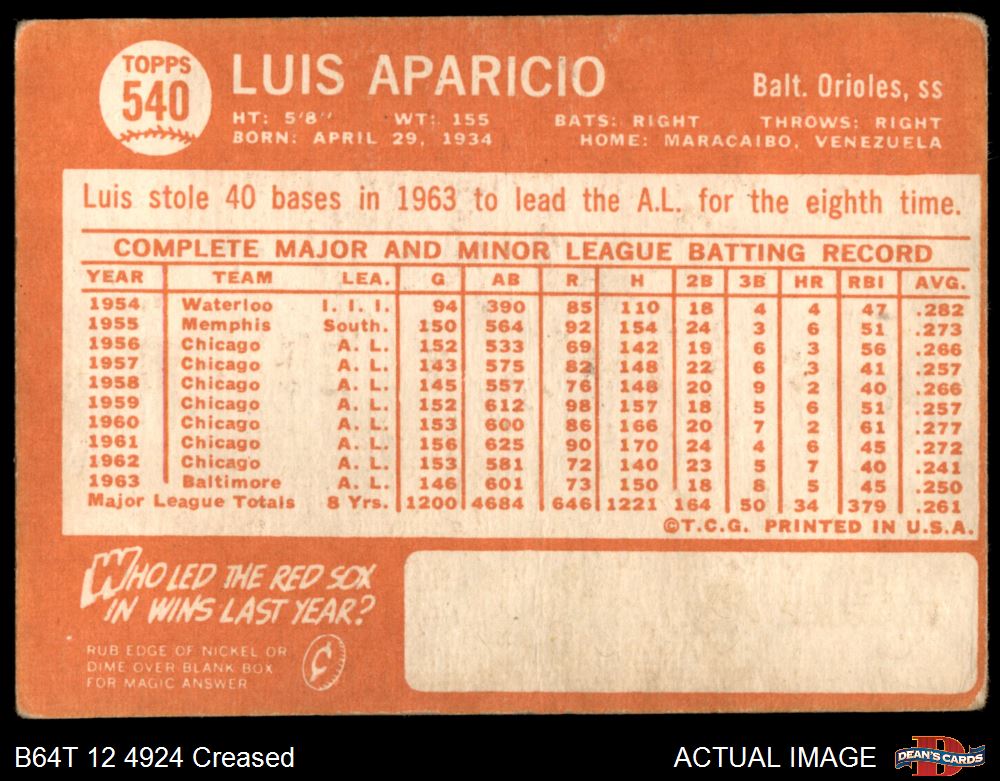 TOPPS
540
LUIS APARICIO
Balt. Orioles, ss
HT: 5'8" WT: 155 BATS: RIGHT THROWS: RIGHT
BORN: APRIL 29, 1934 HOME: MARACAIBO, VENEZUELA
Luis stole 40 bases in 1963 to lead the A.L. for the eighth time.
COMPLETE MAJOR AND MINOR LEAGUE BATTING RECORD
YEAR TEAM LEA. G AB R H 2B 3B HR RBI AVG.
1954 Waterloo I. I. I. 94 390 85 110 18 4 4 47 .282
1955 Memphis South. 150 564 92 154 24 3 6 51 .273
1956 Chicago A. L. 152 533 69 142 19 6 3 56 .266
1957 Chicago A. L. 143 575 82 148 22 6 3 41 .257
1958 Chicago A. L. 145 557 76 148 20 9 2 40 .266
1959 Chicago A. L. 152 612 98 157 18 5 6 51 .257
1960 Chicago A. L. 153 600 86 166 20 7 2 61 .277
1961 Chicago A. L. 156 625 90 170 24 4 6 45 .272
1962 Chicago A. L. 153 581 72 140 23 5 7 40 .241
1963 Baltimore A. L. 146 601 73 150 18 8 5 45 .250
Major League Totals 8 Yrs. 1200 4684 646 1221 164 50 34 379 .261
©T.C.G. PRINTED IN U.S.A.
WHO LED THE RED SOX
IN WINS LAST YEAR?
RUB EDGE OF NICKEL OR
DIME OVER BLANK BOX
FOR MAGIC ANSWER
¢
B64T 12 4924 Creased
ACTUAL IMAGE
D
DEAN'S CARDS